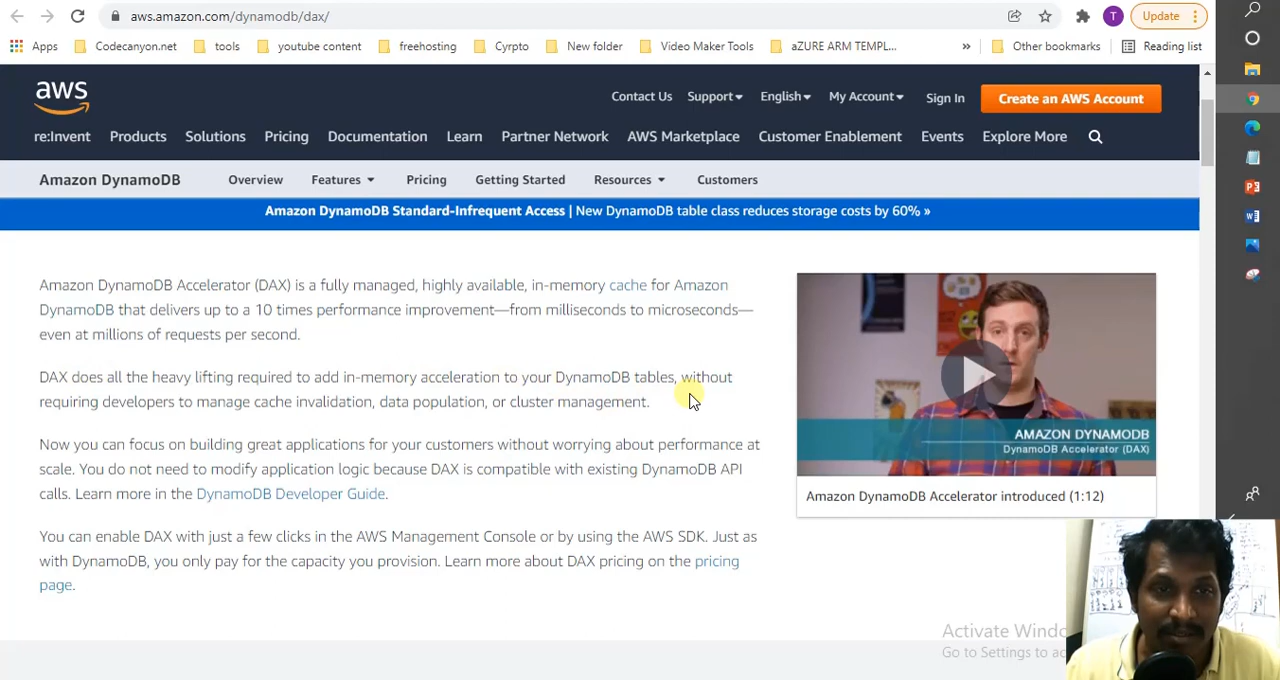 aws.amazon.com/dynamodb/dax/
T
Update
Apps
Codecanyon.net
tools
youtube content
freehosting
Cyrpto
New folder
Video Maker Tools
aZURE ARM TEMPL...
»
Other bookmarks
Reading list
aws
Contact Us
Support
English
My Account
Sign In
Create an AWS Account
re:Invent
Products
Solutions
Pricing
Documentation
Learn
Partner Network
AWS Marketplace
Customer Enablement
Events
Explore More
Amazon DynamoDB
Overview
Features
Pricing
Getting Started
Resources
Customers
Amazon DynamoDB Standard-Infrequent Access | New DynamoDB table class reduces storage costs by 60% »
Amazon DynamoDB Accelerator (DAX) is a fully managed, highly available, in-memory cache for Amazon
DynamoDB that delivers up to a 10 times performance improvement—from milliseconds to microseconds—
even at millions of requests per second.
DAX does all the heavy lifting required to add in-memory acceleration to your DynamoDB tables, without
requiring developers to manage cache invalidation, data population, or cluster management.
Now you can focus on building great applications for your customers without worrying about performance at
scale. You do not need to modify application logic because DAX is compatible with existing DynamoDB API
calls. Learn more in the DynamoDB Developer Guide.
You can enable DAX with just a few clicks in the AWS Management Console or by using the AWS SDK. Just as
with DynamoDB, you only pay for the capacity you provision. Learn more about DAX pricing on the pricing
page.
AMAZON DYNAMODB
DynamoDB Accelerator (DAX)
Amazon DynamoDB Accelerator introduced (1:12)
Activate Windo
Go to Settings to ac